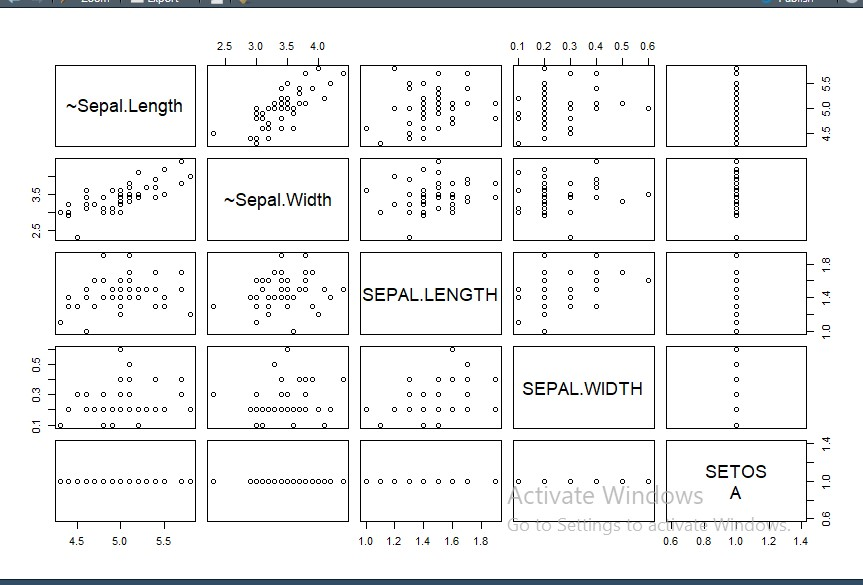 Zoom Export Publish
2.5 3.0 3.5 4.0 0.1 0.2 0.3 0.4 0.5 0.6
~Sepal.Length
4.5 5.0 5.5
~Sepal.Width
2.5 3.5
SEPAL.LENGTH
1.0 1.4 1.8
SEPAL.WIDTH
0.1 0.3 0.5
SETOS
A
0.6 1.0 1.4
Activate Windows
Go to Settings to activate Windows.
4.5 5.0 5.5 1.0 1.2 1.4 1.6 1.8 0.6 0.8 1.0 1.2 1.4